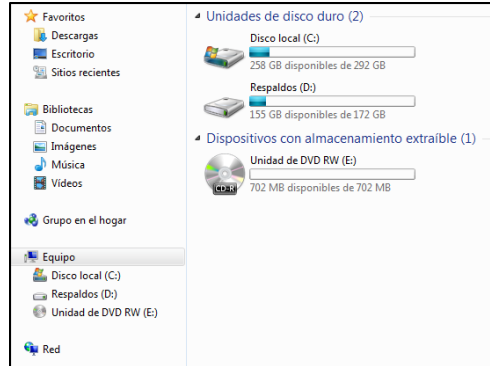 Favoritos
Descargas
Escritorio
Sitios recientes
Bibliotecas
Documentos
Imágenes
Música
Vídeos
Grupo en el hogar
Equipo
Disco local (C:)
Respaldos (D:)
Unidad de DVD RW (E:)
Red
Unidades de disco duro (2)
Disco local (C:)
258 GB disponibles de 292 GB
Respaldos (D:)
155 GB disponibles de 172 GB
Dispositivos con almacenamiento extraíble (1)
Unidad de DVD RW (E:)
CD-R
702 MB disponibles de 702 MB